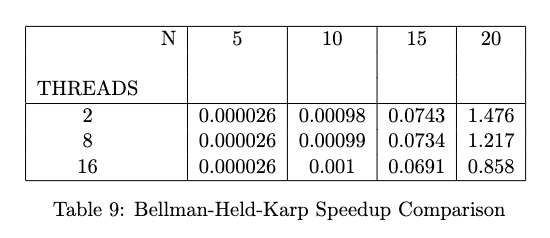 N 5 10 15 20
THREADS
2 0.000026 0.00098 0.0743 1.476
8 0.000026 0.00099 0.0734 1.217
16 0.000026 0.001 0.0691 0.858
Table 9: Bellman-Held-Karp Speedup Comparison